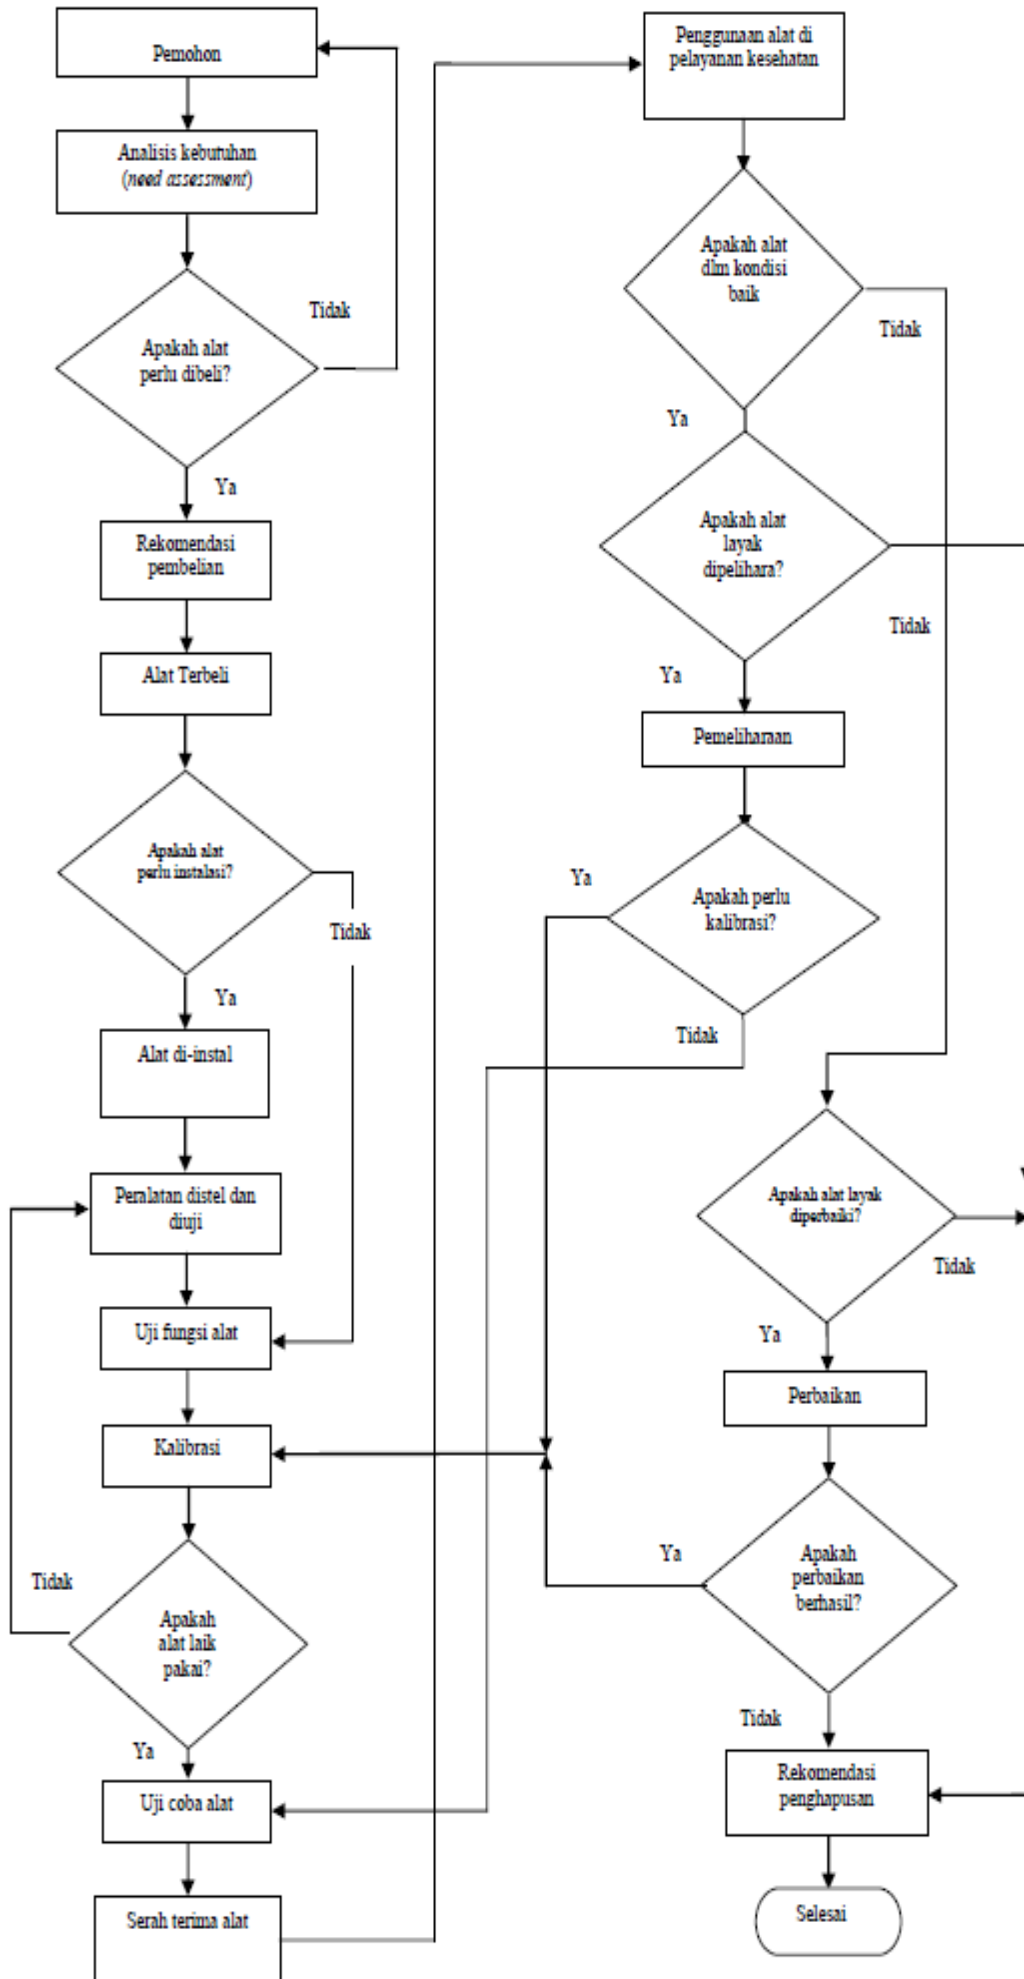 Pemohon
Analisis kebutuhan
(need assessment)
Tidak
Apakah alat
perlu dibeli?
Ya
Rekomendasi
pembelian
Alat Terbeli
Apakah alat
perlu instalasi?
Tidak
Ya
Alat di-instal
Peralatan distel dan
diuji
Uji fungsi alat
Kalibrasi
Tidak
Apakah
alat laik
pakai?
Ya
Uji coba alat
Serah terima alat
Penggunaan alat di
pelayanan kesehatan
Apakah alat
dlm kondisi
baik
Tidak
Ya
Apakah alat
layak
dipelihara?
Tidak
Ya
Pemeliharaan
Ya
Apakah perlu
kalibrasi?
Tidak
Apakah alat layak
diperbaiki?
Tidak
Ya
Perbaikan
Ya
Apakah
perbaikan
berhasil?
Tidak
Rekomendasi
penghapusan
Selesai